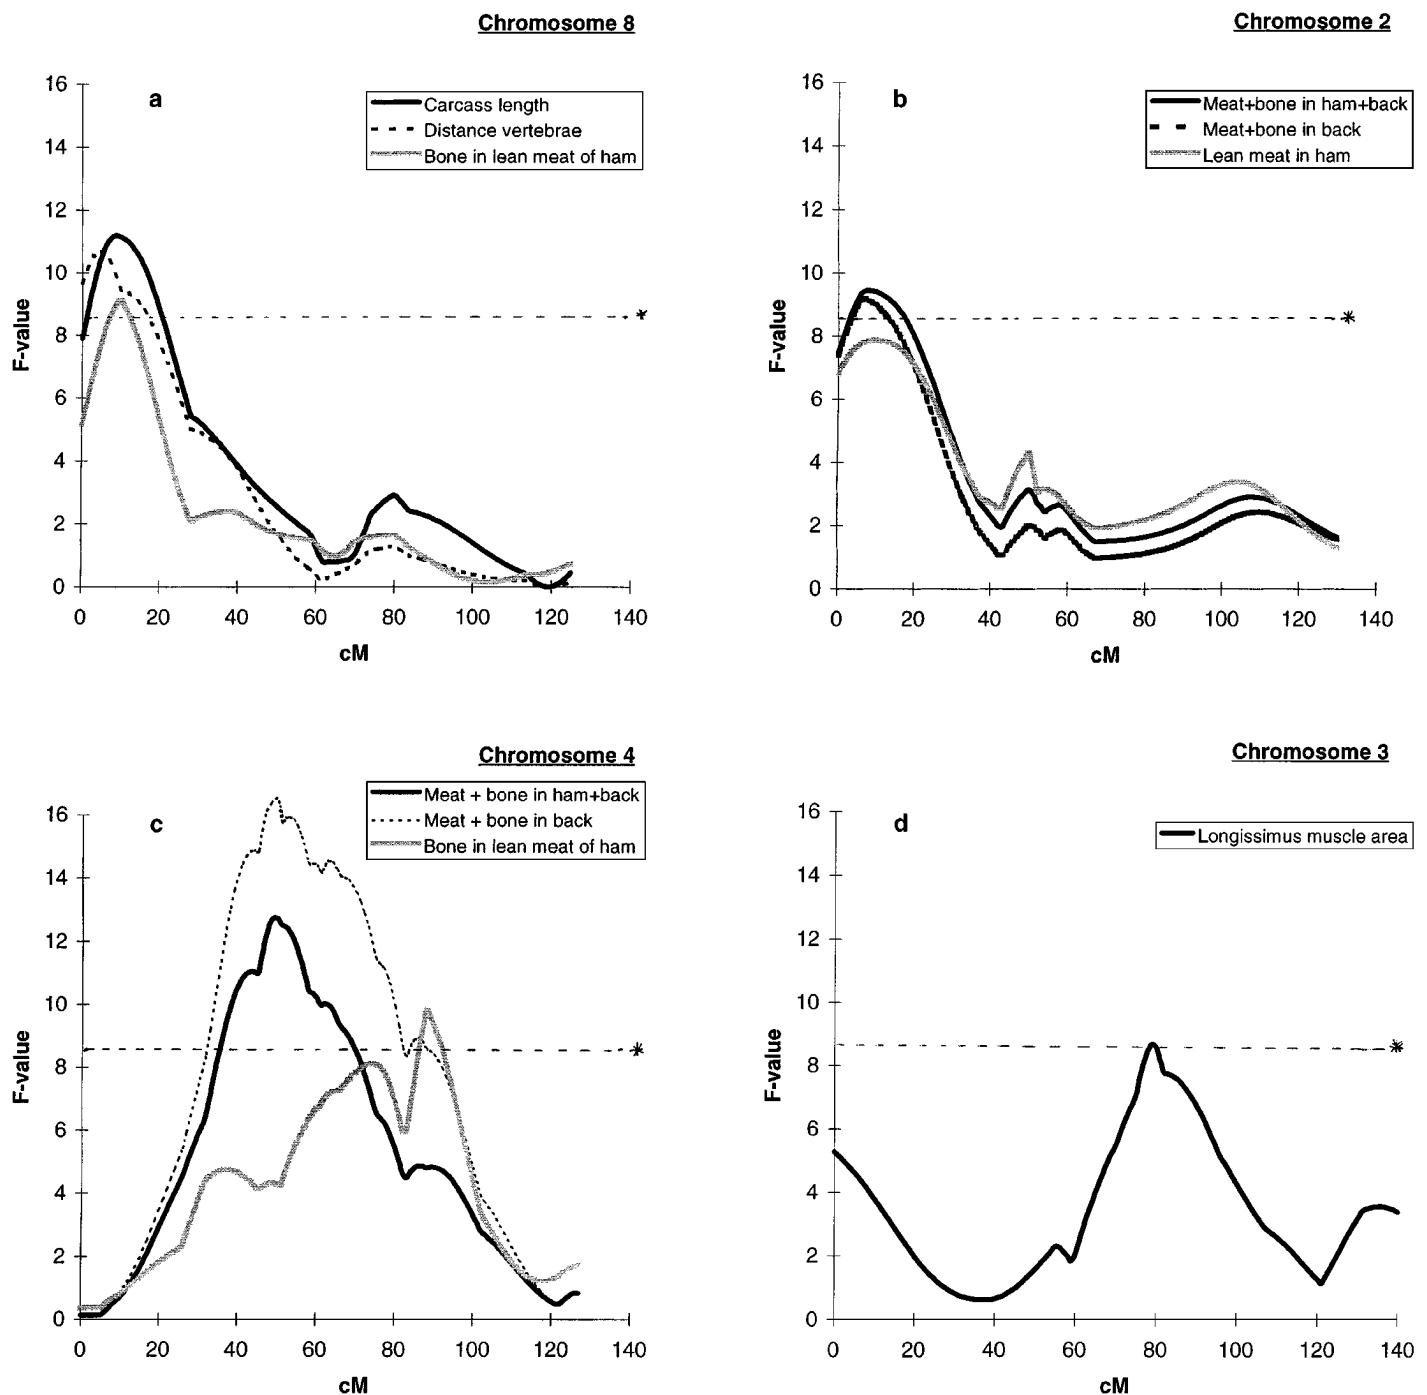 Chromosome 8
a
Carcass length
Distance vertebrae
Bone in lean meat of ham
16
14
12
10
8
6
4
2
0
F-value
*
0 20 40 60 80 100 120 140
cM
Chromosome 2
b
Meat+bone in ham+back
Meat+bone in back
Lean meat in ham
16
14
12
10
8
6
4
2
0
F-value
*
0 20 40 60 80 100 120 140
cM
Chromosome 4
c
Meat + bone in ham+back
Meat + bone in back
Bone in lean meat of ham
16
14
12
10
8
6
4
2
0
F-value
*
0 20 40 60 80 100 120 140
cM
Chromosome 3
d
Longissimus muscle area
16
14
12
10
8
6
4
2
0
F-value
*
0 20 40 60 80 100 120 140
cM